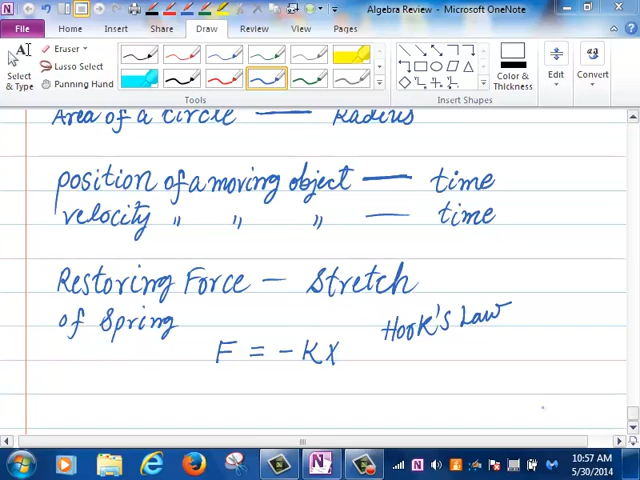 Algebra Review - Microsoft OneNote
File Home Insert Share Draw Review View
Select & Type
Eraser
Lasso Select
Panning Hand
Color & Thickness
Edit
Convert
Tools
Insert Shapes
Area of a circle — Radius
position of a moving object — time
velocity " " " — time
Restoring Force - Stretch
of Spring
Hook's Law
F = -KX
10:57 AM
5/30/2014